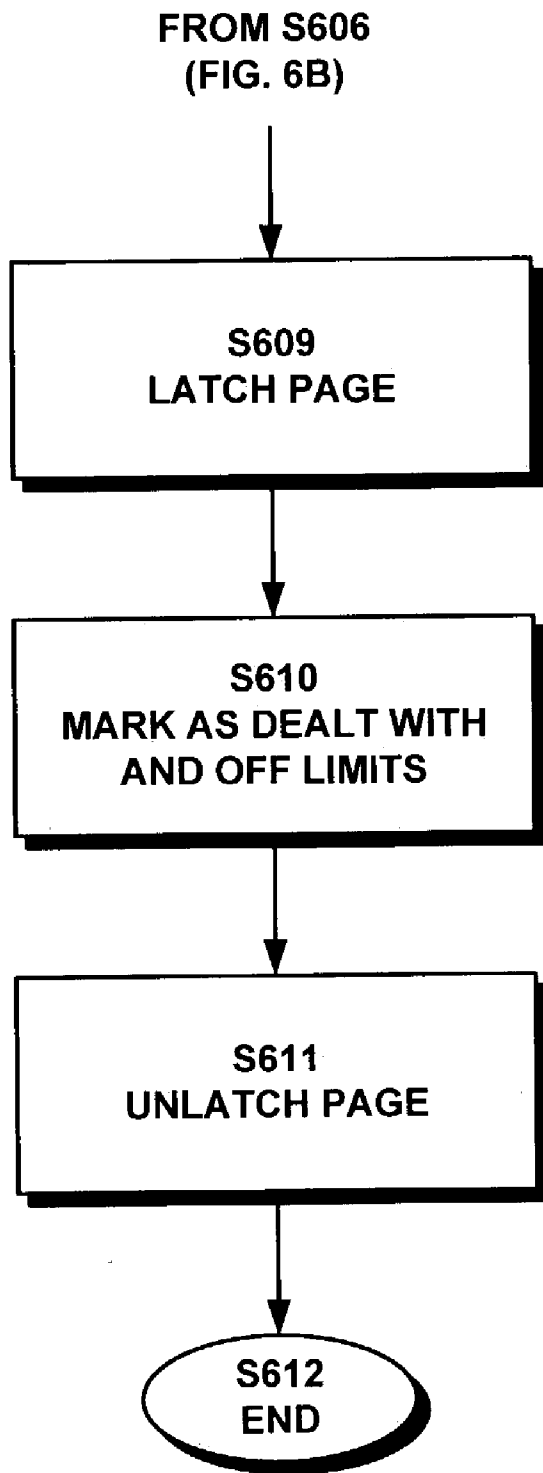 FROM S606
(FIG. 6B)
S609
LATCH PAGE
S610
MARK AS DEALT WITH
AND OFF LIMITS
S611
UNLATCH PAGE
S612
END